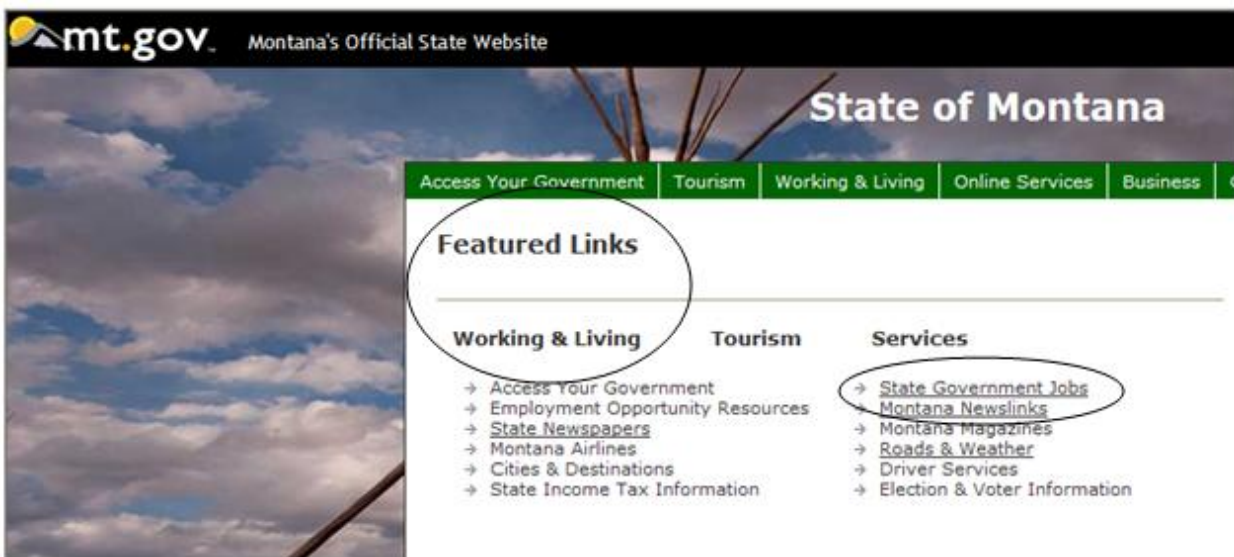 mt.gov™ Montana's Official State Website
State of Montana
Access Your Government Tourism Working & Living Online Services Business
Featured Links
Working & Living Tourism Services
Access Your Government
Employment Opportunity Resources
State Newspapers
Montana Airlines
Cities & Destinations
State Income Tax Information
State Government Jobs
Montana Newslinks
Montana Magazines
Roads & Weather
Driver Services
Election & Voter Information